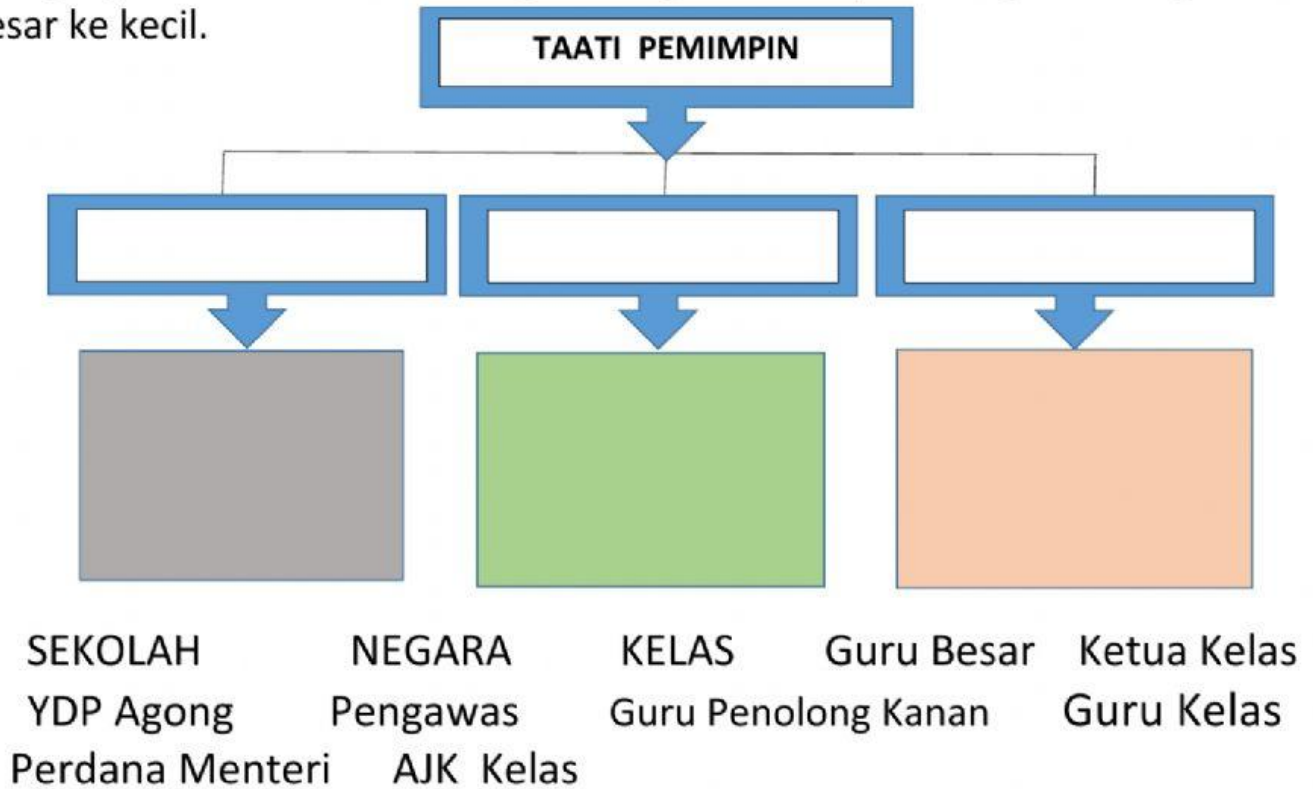 esar ke kecil.
TAATI PEMIMPIN
SEKOLAH NEGARA KELAS Guru Besar Ketua Kelas
YDP Agong Pengawas Guru Penolong Kanan Guru Kelas
Perdana Menteri AJK Kelas